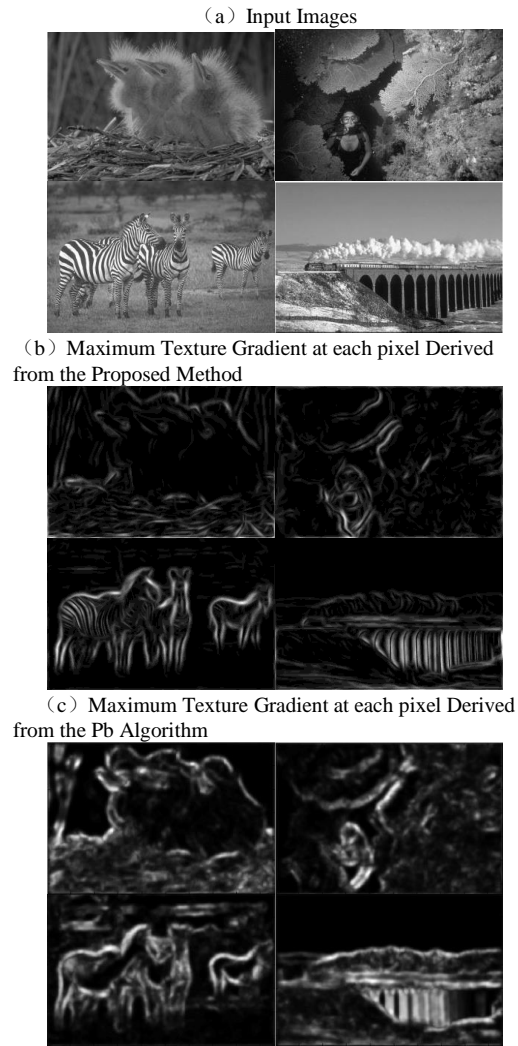 （a）Input Images
（b）Maximum Texture Gradient at each pixel Derived
from the Proposed Method
（c）Maximum Texture Gradient at each pixel Derived
from the Pb Algorithm